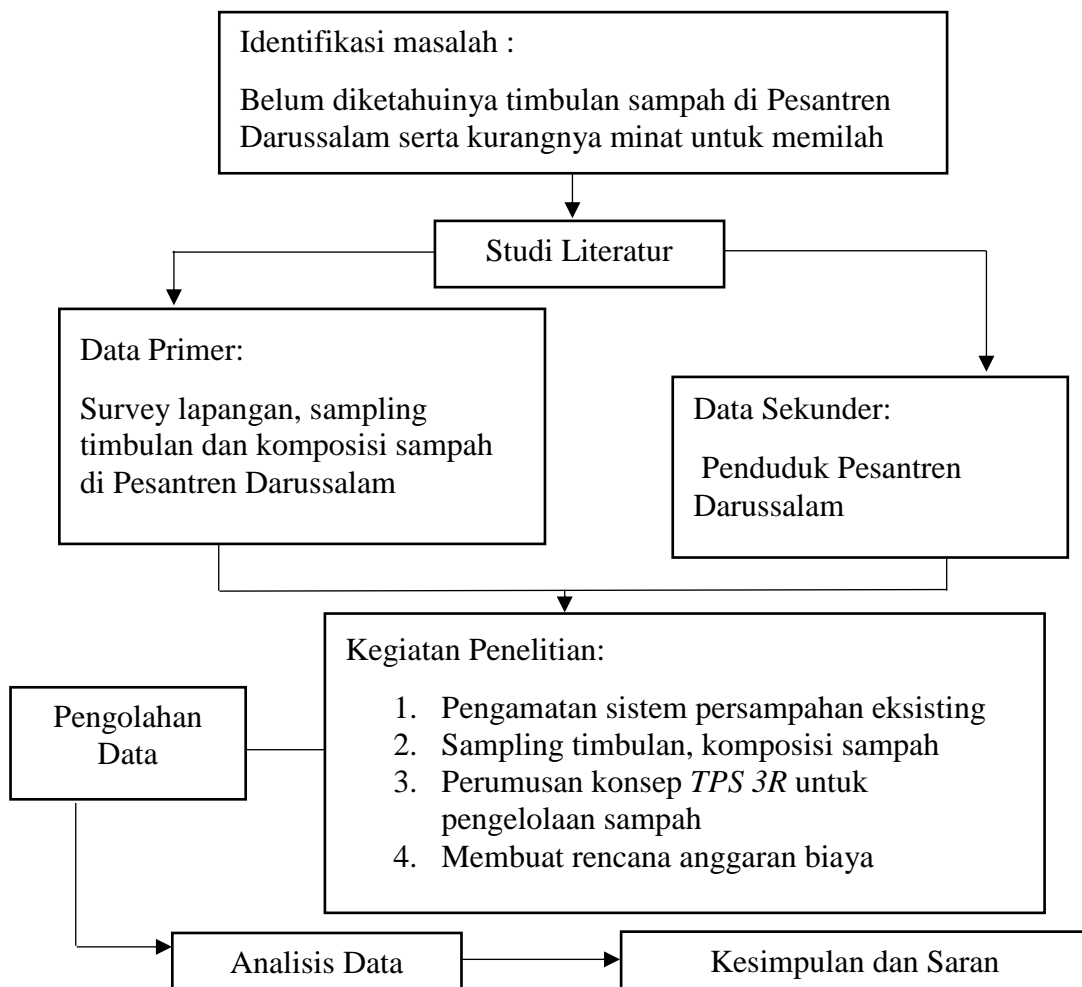 Identifikasi masalah :
Belum diketahuinya timbulan sampah di Pesantren
Darussalam serta kurangnya minat untuk memilah
Studi Literatur
Data Primer:
Survey lapangan, sampling
timbulan dan komposisi sampah
di Pesantren Darussalam
Data Sekunder:
Penduduk Pesantren
Darussalam
Kegiatan Penelitian:
1. Pengamatan sistem persampahan eksisting
2. Sampling timbulan, komposisi sampah
3. Perumusan konsep TPS 3R untuk
pengelolaan sampah
4. Membuat rencana anggaran biaya
Pengolahan
Data
Analisis Data
Kesimpulan dan Saran